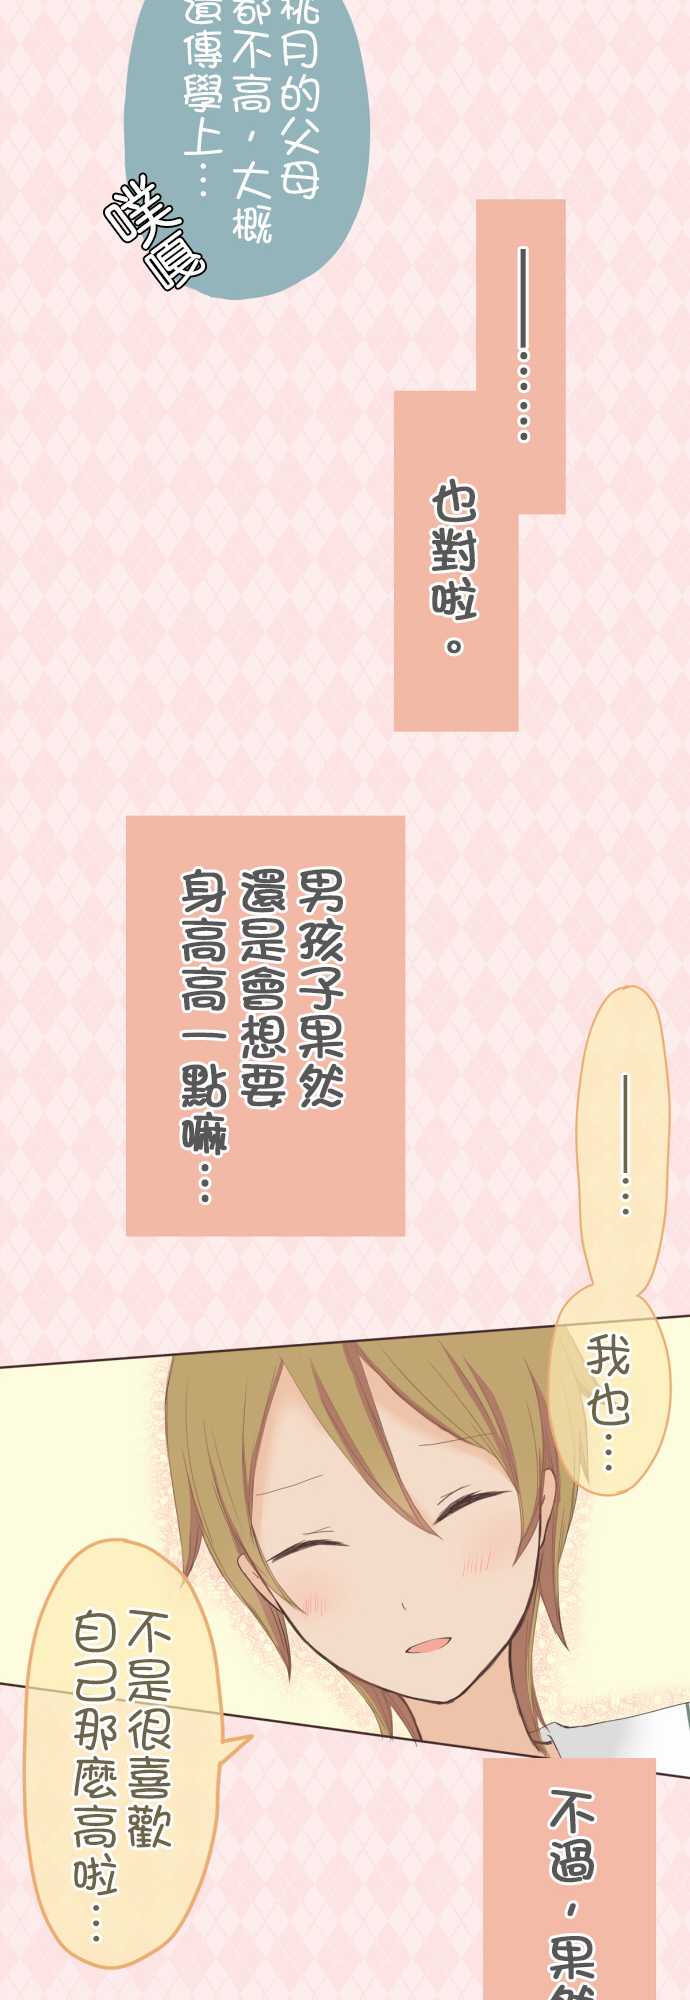 桃月的父母
都不高，大概
遺傳學上…
噗嘎
——……
也對啦。
男孩子果然
還是會想要
身高高一點嘛…
——…
我也…
不是很喜歡
自己那麼高啦…
不過，果然